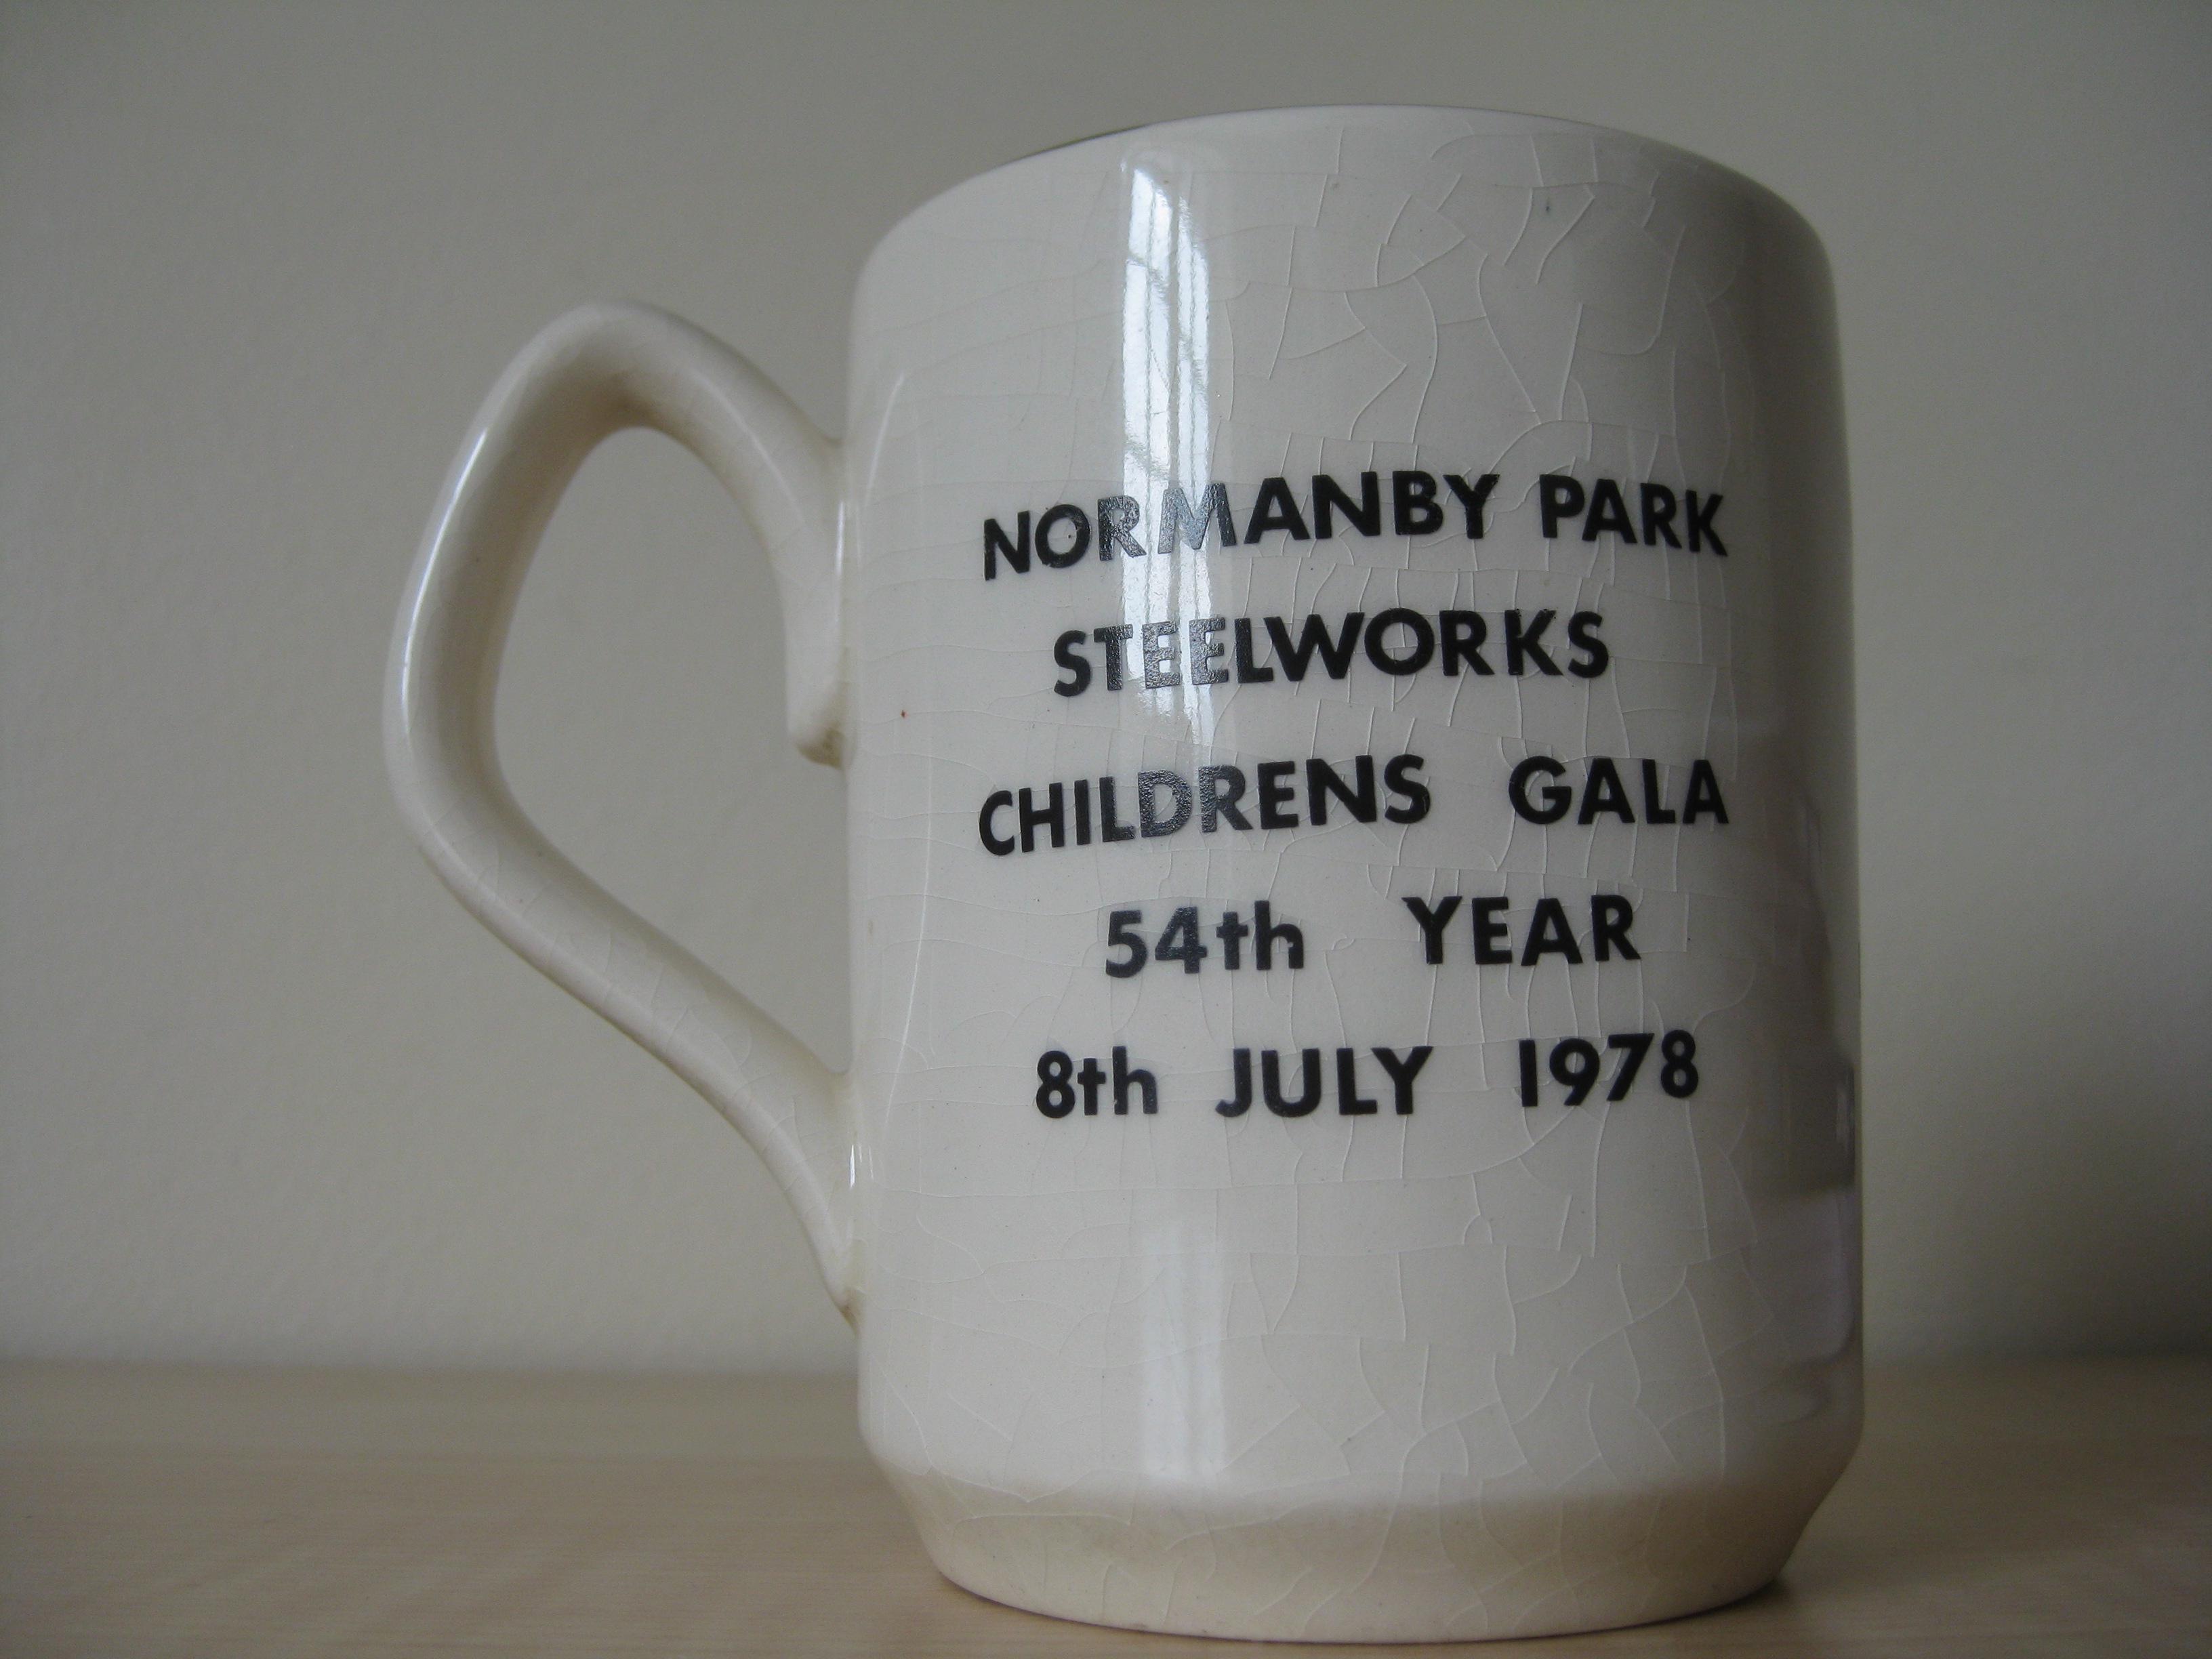 NORMANBY PARK
STEELWORKS
CHILDRENS GALA
54th YEAR
8th JULY 1978